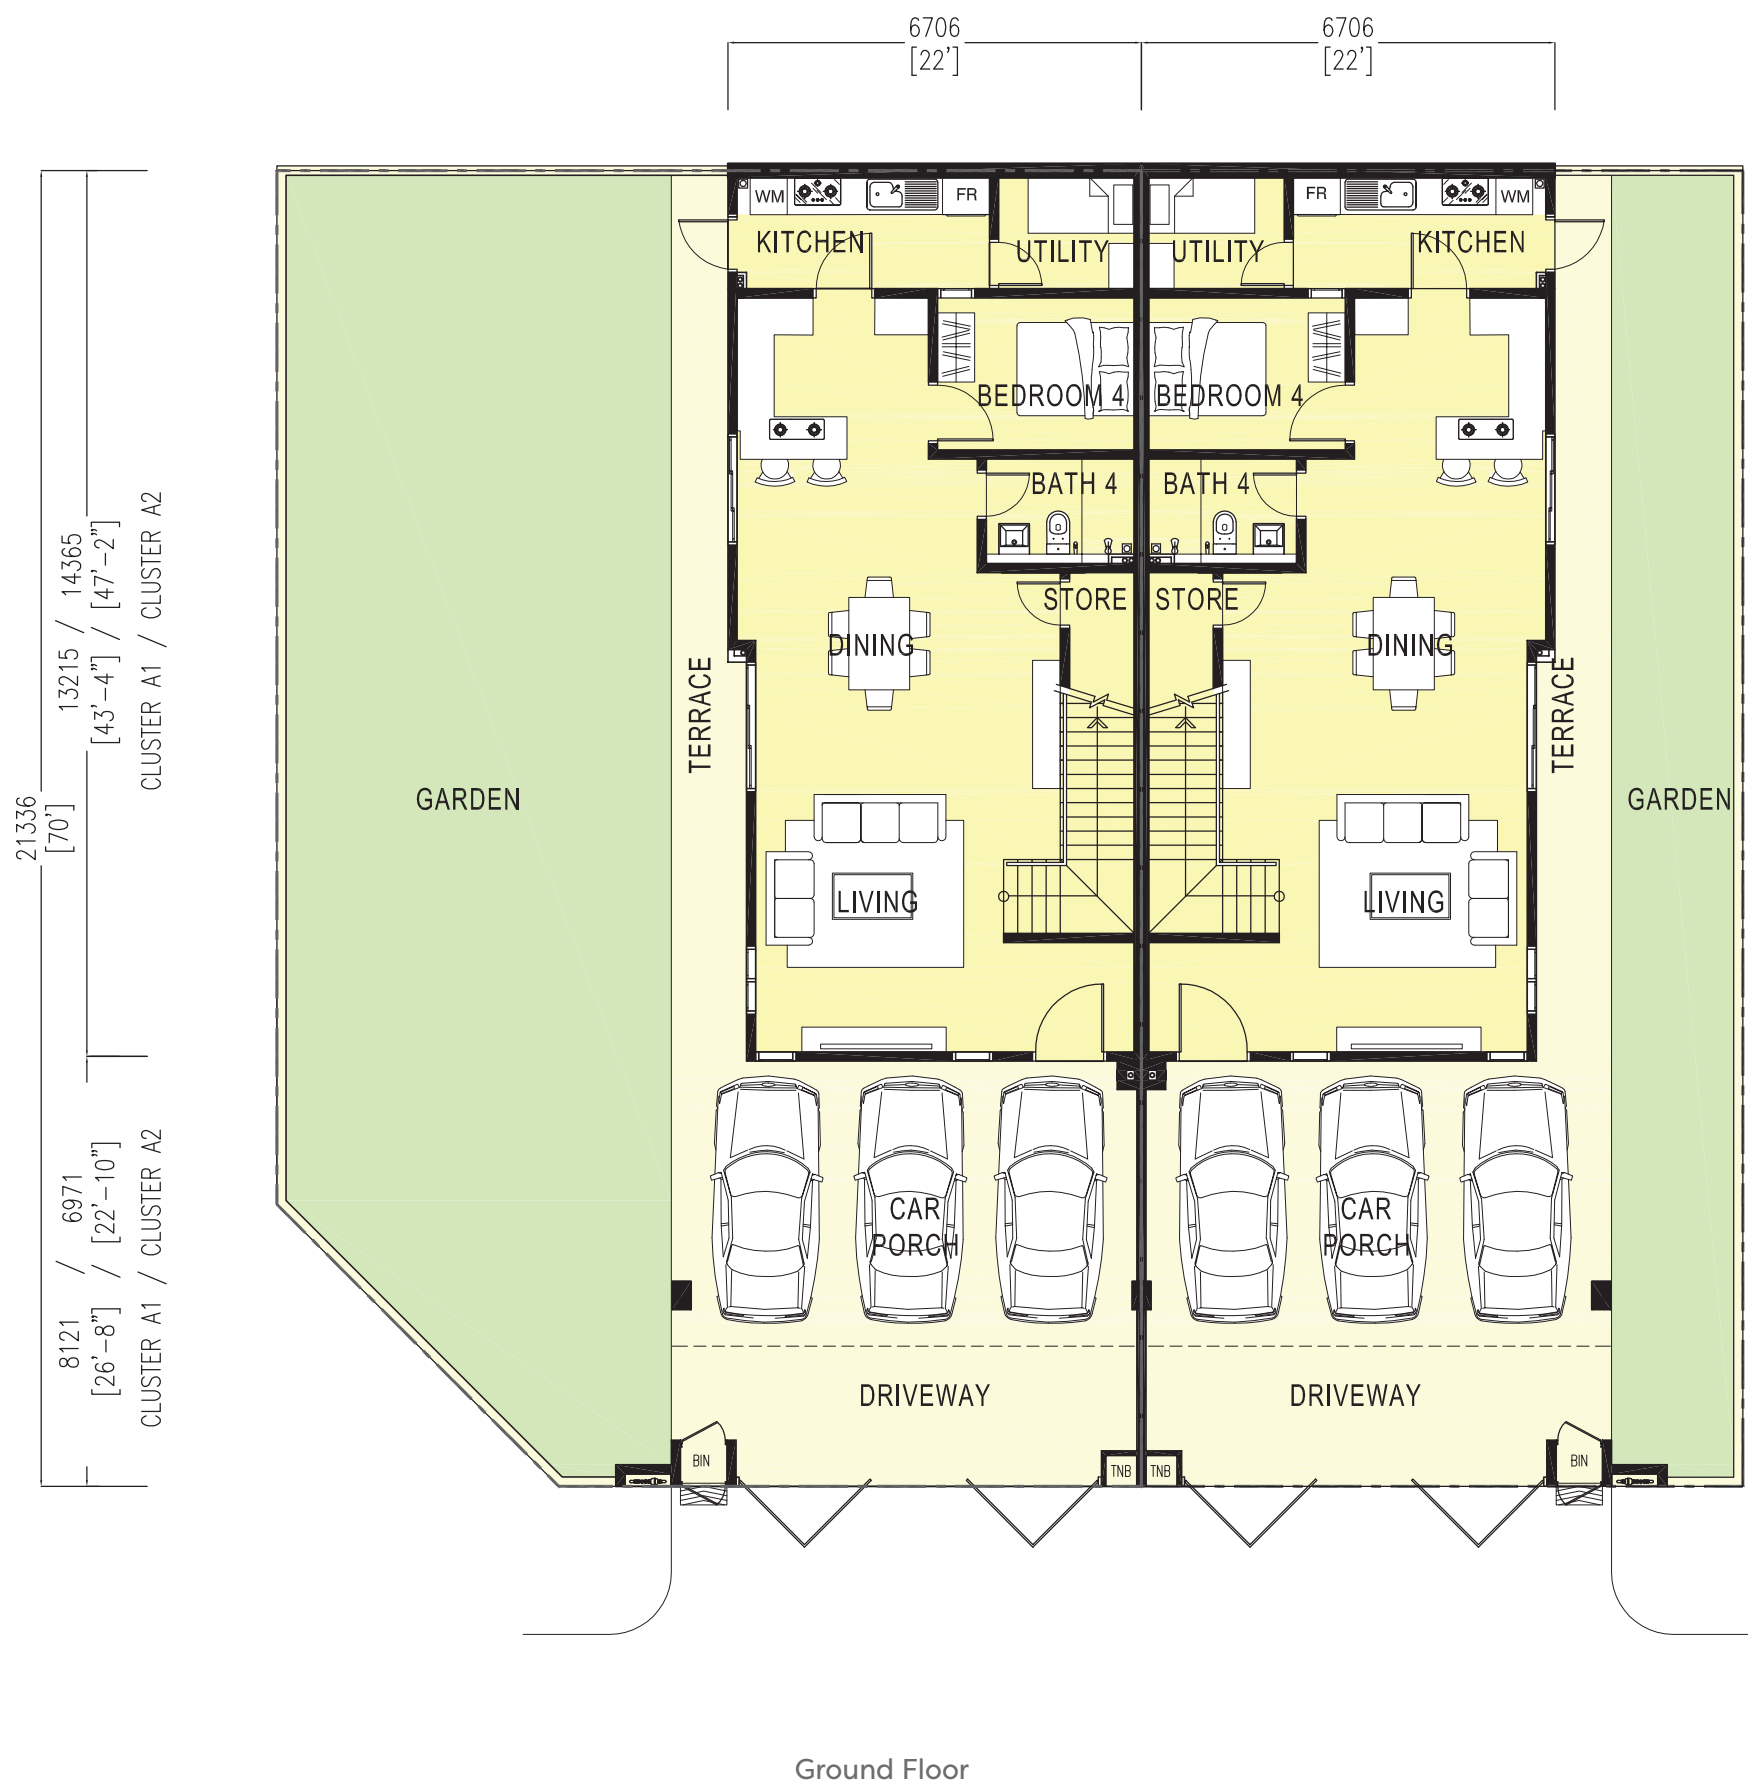 6706
[22']
6706
[22']
WM
FR
FR
WM
KITCHEN
UTILITY
UTILITY
KITCHEN
BEDROOM 4
BEDROOM 4
BATH 4
BATH 4
STORE
STORE
DINING
DINING
TERRACE
TERRACE
GARDEN
GARDEN
LIVING
LIVING
21336
[70']
13215 / 14365
[43'-4"] / [47'-2"]
CLUSTER A1 / CLUSTER A2
8121 / 6971
[26'-8"] / [22'-10"]
CLUSTER A1 / CLUSTER A2
CAR
PORCH
CAR
PORCH
DRIVEWAY
DRIVEWAY
BIN
TNB
TNB
BIN
Ground Floor